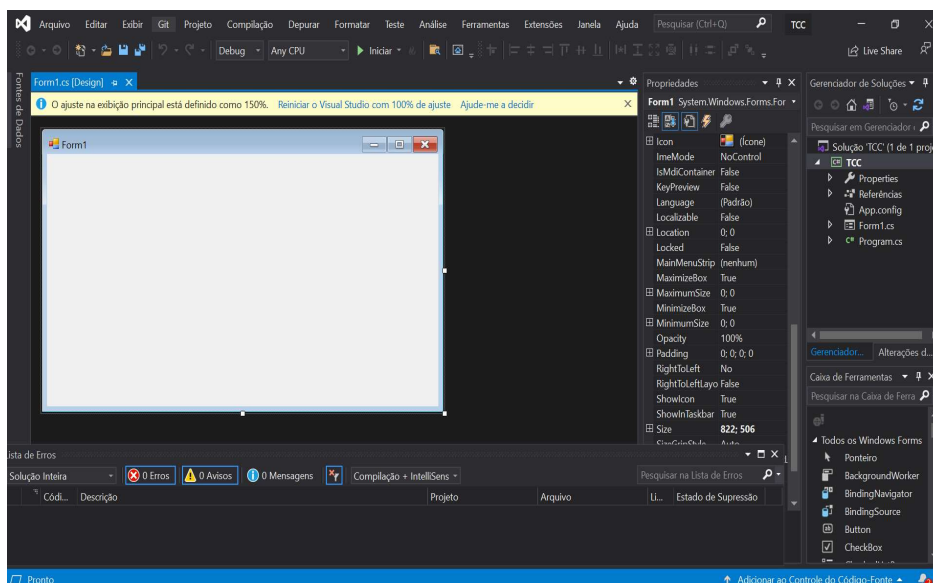 Arquivo Editar Exibir Git Projeto Compilação Depurar Formatar Teste Análise Ferramentas Extensões Janela Ajuda Pesquisar (Ctrl+Q) TCC
Debug Any CPU Iniciar Live Share
Fontes de Dados
Form1.cs [Design]
O ajuste na exibição principal está definido como 150%. Reiniciar o Visual Studio com 100% de ajuste Ajude-me a decidir
Form1
Propriedades
Form1 System.Windows.Forms.For
Icon (Ícone)
ImeMode NoControl
IsMdiContainer False
KeyPreview False
Language (Padrão)
Localizable False
Location 0; 0
Locked False
MainMenuStrip (nenhum)
MaximizeBox True
MaximumSize 0; 0
MinimizeBox True
MinimumSize 0; 0
Opacity 100%
Padding 0; 0; 0; 0
RightToLeft No
RightToLeftLayo False
ShowIcon True
ShowInTaskbar True
Size 822; 506
SizeGripStyle Auto
Gerenciador de Soluções
Pesquisar em Gerenciador
Solução 'TCC' (1 de 1 proj
TCC
Properties
Referências
App.config
Form1.cs
Program.cs
Gerenciador... Alterações d...
Caixa de Ferramentas
Pesquisar na Caixa de Ferra
Todos os Windows Forms
Ponteiro
BackgroundWorker
BindingNavigator
BindingSource
Button
CheckBox
ista de Erros
Solução Inteira 0 Erros 0 Avisos 0 Mensagens Compilação + IntelliSens Pesquisar na Lista de Erros
Códi... Descrição Projeto Arquivo Li... Estado de Supressão
Pronto Adicionar ao Controle do Código-Fonte